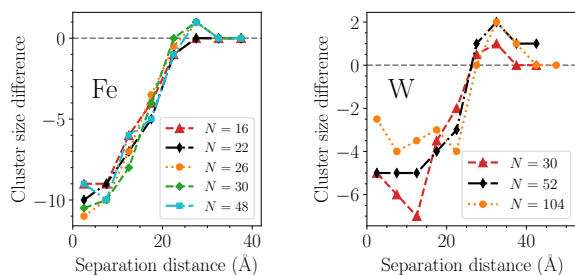 Cluster size difference
0
−5
−10
Fe
N = 16
N = 22
N = 26
N = 30
N = 48
0
20
40
Separation distance (Å)
Cluster size difference
2
0
−2
−4
−6
W
N = 30
N = 52
N = 104
0
20
40
Separation distance (Å)